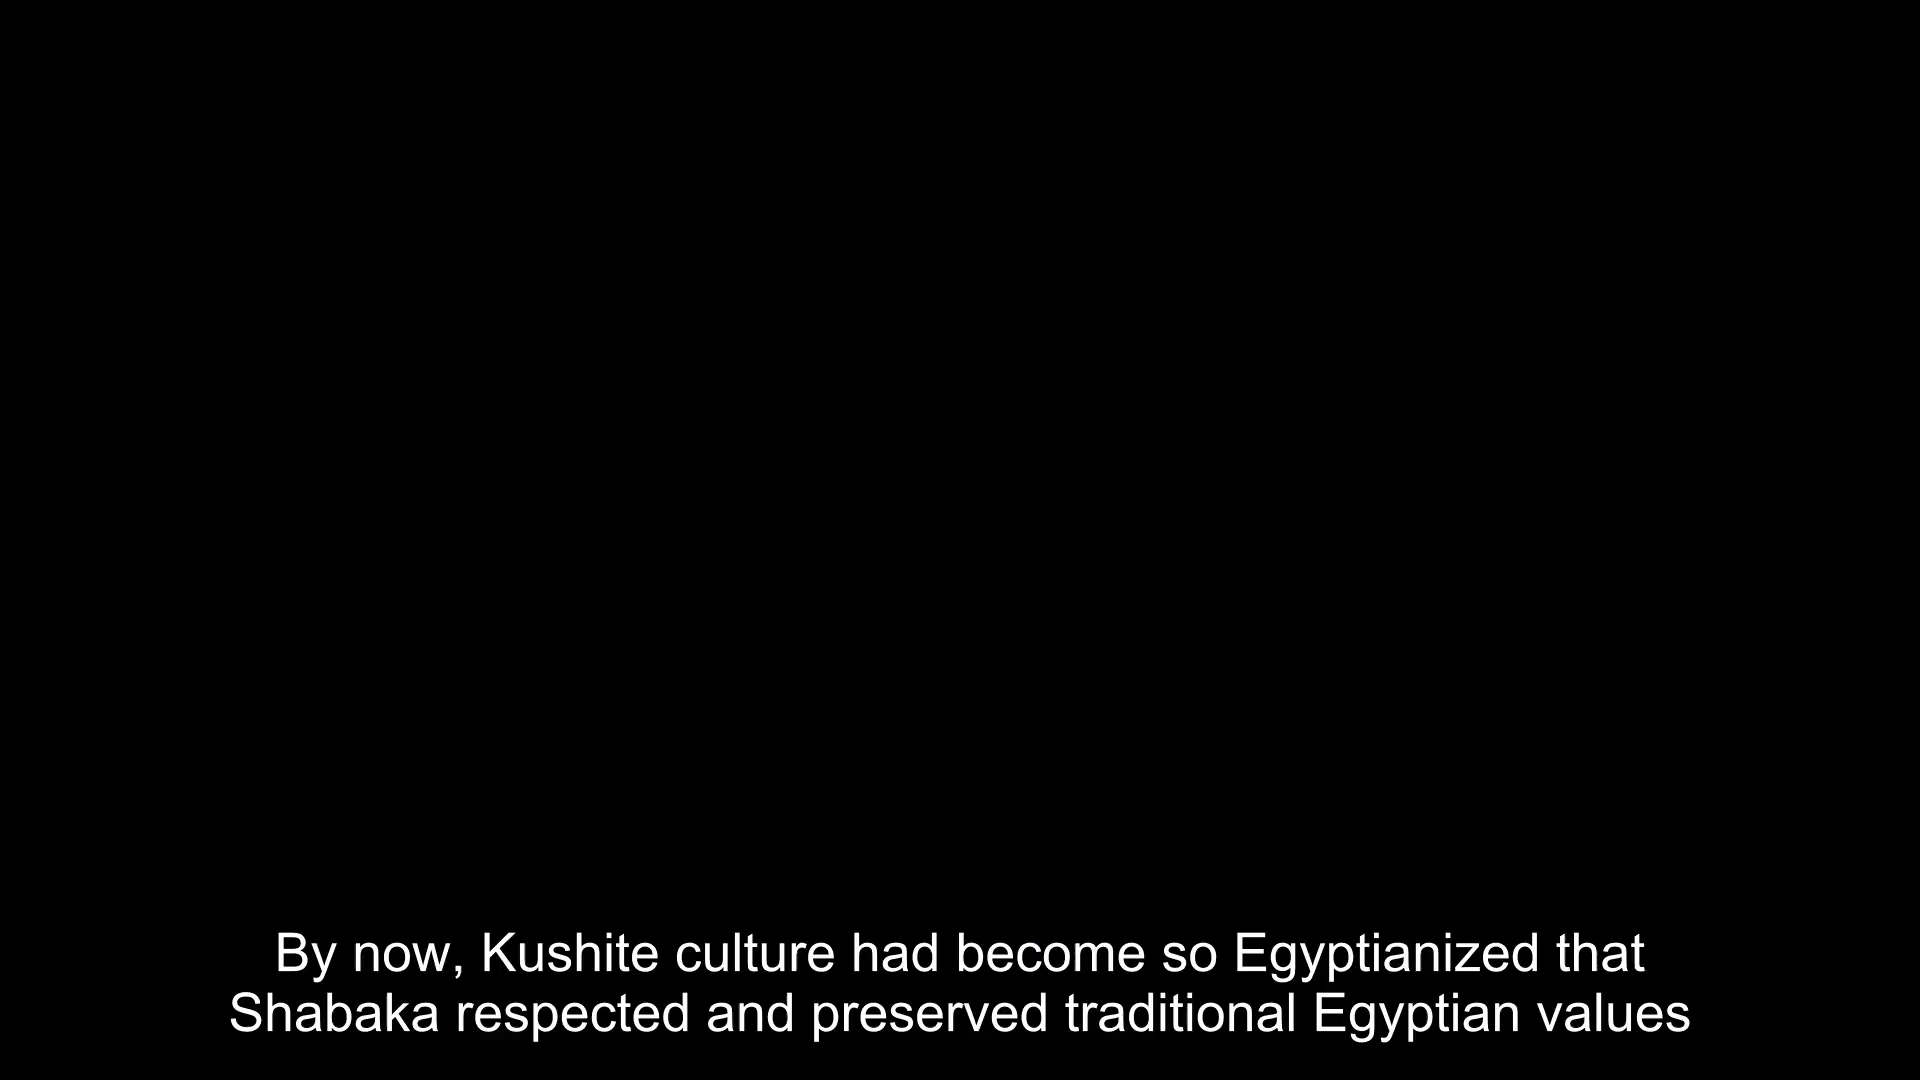 By now, Kushite culture had become so Egyptianized that
Shabaka respected and preserved traditional Egyptian values